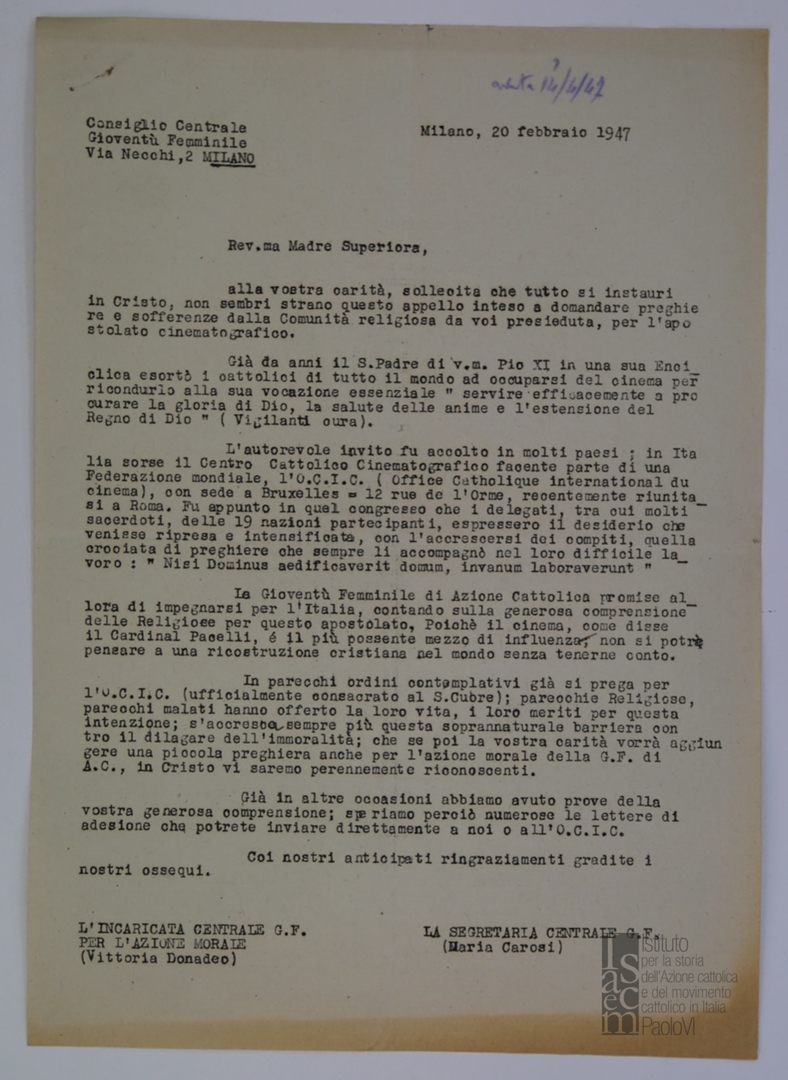 14/4/47
Consiglio Centrale
Gioventù Femminile
Via Necchi,2 MILANO
Milano, 20 febbraio 1947
Rev.ma Madre Superiora,
alla vostra carità, sollecita che tutto si instauri
in Cristo, non sembri strano questo appello inteso a domandare preghie
re e sofferenze dalla Comunità religiosa da voi presieduta, per l'apo
stolato cinematografico.
Già da anni il S.Padre di v.m. Pio XI in una sua Enci_
clica esortò i cattolici di tutto il mondo ad occuparsi del cinema per
ricondurlo alla sua vocazione essenziale " servire efficacemente a pro
curare la gloria di Dio, la salute delle anime e l'estensione del
Regno di Dio " ( Vigilanti cura).
L'autorevole invito fu accolto in molti paesi ; in Ita
lia sorse il Centro Cattolico Cinematografico facente parte di una
Federazione mondiale, l'O.C.I.C. ( Office Catholique international du
cinema), con sede a Bruxelles = 12 rue de l'Orme, recentemente riunita_
si a Roma. Fu appunto in quel congresso che i delegati, tra cui molti
sacerdoti, delle 19 nazioni partecipanti, espressero il desiderio che
venisse ripresa e intensificata, con l'accrescersi dei compiti, quella
crociata di preghiere che sempre li accompagnò nel loro difficile la_
voro : " Nisi Dominus aedificaverit domum, invanum laboraverunt "
La Gioventù Femminile di Azione Cattolica promise al_
lora di impegnarsi per l'Italia, contando sulla generosa comprensione
delle Religiose per questo apostolato. Poichè il cinema, come disse
il Cardinal Pacelli, é il più possente mezzo di influenza, non si potrà
pensare a una ricostruzione cristiana nel mondo senza tenerne conto.
In parecchi ordini contemplativi già si prega per
l'O.C.I.C. (ufficialmente consacrato al S.Cuore); parecchie Religiose,
parecchi malati hanno offerto la loro vita, i loro meriti per questa
intenzione; s'accresca sempre più questa soprannaturale barriera con
tro il dilagare dell'immoralità; che se poi la vostra carità vorrà aggiun
gere una piccola preghiera anche per l'azione morale della G.F. di
A.C., in Cristo vi saremo perennemente riconoscenti.
Già in altre occasioni abbiamo avuto prove della
vostra generosa comprensione; speriamo perciò numerose le lettere di
adesione che potrete inviare direttamente a noi o all'O.C.I.C.
Coi nostri anticipati ringraziamenti gradite i
nostri ossequi.
L'INCARICATA CENTRALE G.F.
PER L'AZIONE MORALE
(Vittoria Donadeo)
LA SEGRETARIA CENTRALE G.F.
(Maria Carosi)
Isacem
Istituto
per la storia
dell'Azione cattolica
e del movimento
cattolico in Italia
PaoloVI